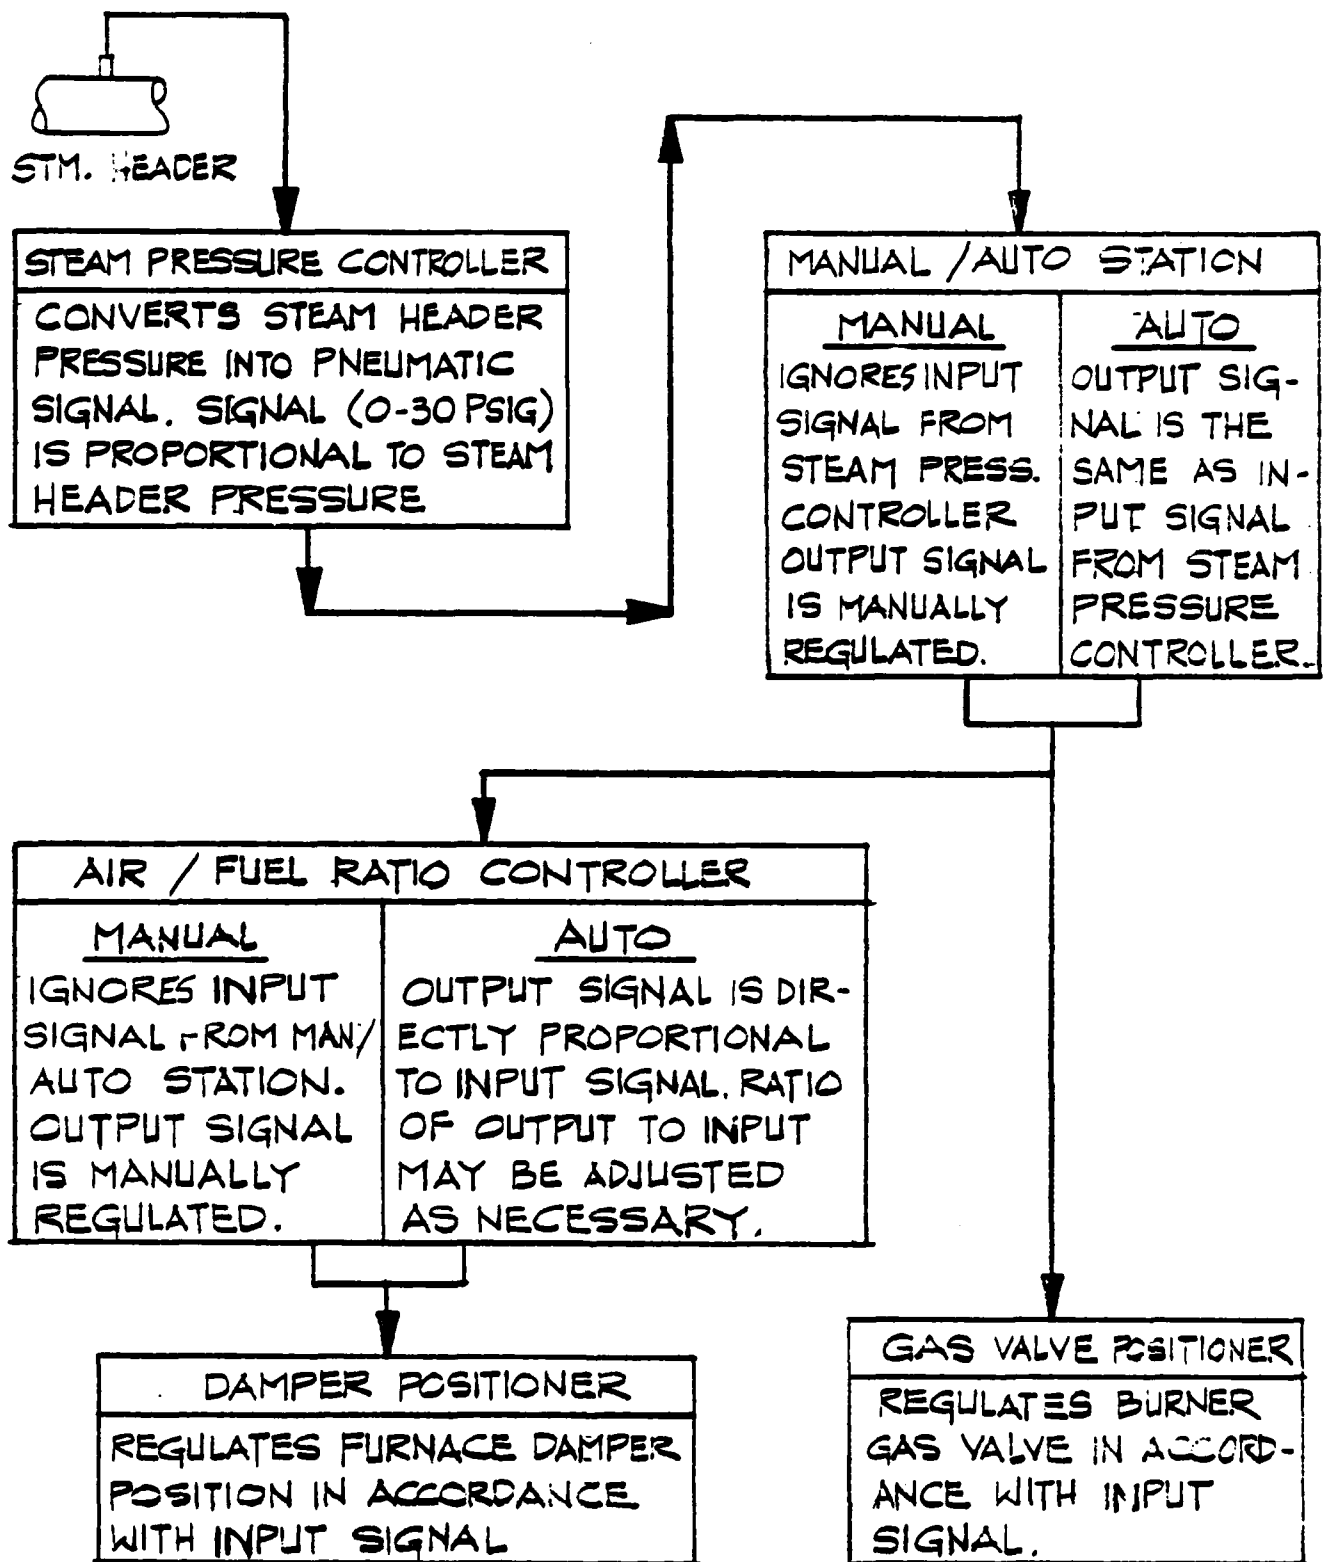 STM. HEADER
STEAM PRESSURE CONTROLLER
CONVERTS STEAM HEADER
PRESSURE INTO PNEUMATIC
SIGNAL. SIGNAL (0-30 PSIG)
IS PROPORTIONAL TO STEAM
HEADER PRESSURE
MANUAL / AUTO STATION
MANUAL
IGNORES INPUT
SIGNAL FROM
STEAM PRESS.
CONTROLLER
OUTPUT SIGNAL
IS MANUALLY
REGULATED.
AUTO
OUTPUT SIG-
NAL IS THE
SAME AS IN-
PUT SIGNAL
FROM STEAM
PRESSURE
CONTROLLER.
AIR / FUEL RATIO CONTROLLER
MANUAL
IGNORES INPUT
SIGNAL FROM MAN/
AUTO STATION.
OUTPUT SIGNAL
IS MANUALLY
REGULATED.
AUTO
OUTPUT SIGNAL IS DIR-
ECTLY PROPORTIONAL
TO INPUT SIGNAL. RATIO
OF OUTPUT TO INPUT
MAY BE ADJUSTED
AS NECESSARY.
DAMPER POSITIONER
REGULATES FURNACE DAMPER
POSITION IN ACCORDANCE
WITH INPUT SIGNAL
GAS VALVE POSITIONER
REGULATES BURNER
GAS VALVE IN ACCORD-
ANCE WITH INPUT
SIGNAL.